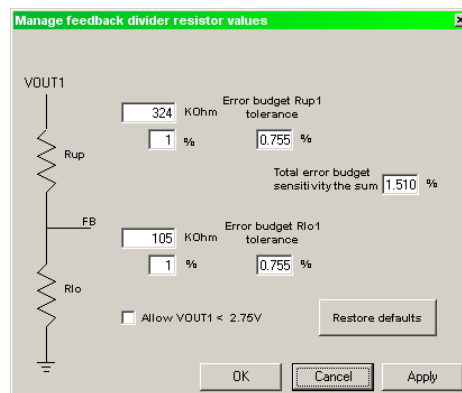 Manage feedback divider resistor values
VOUT1
Error budget Rup1
324 KOhm
tolerance
1 %
0.755 %
Rup
Total error budget
sensitivity the sum 1.510 %
FB
Error budget Rlo1
105 KOhm
tolerance
1 %
0.755 %
Rlo
Allow VOUT1 < 2.75V
Restore defaults
OK
Cancel
Apply